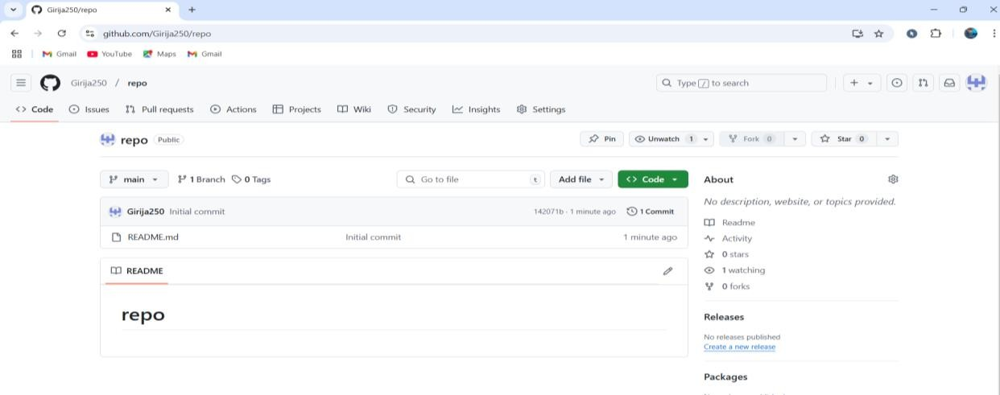 Girija250/repo
github.com/Girija250/repo
Gmail YouTube Maps Gmail
Girija250 / repo Type / to search
Code Issues Pull requests Actions Projects Wiki Security Insights Settings
repo Public Pin Unwatch 1 Fork 0 Star 0
main 1 Branch 0 Tags Go to file t Add file Code
Girija250 Initial commit 142071b · 1 minute ago 1 Commit
README.md Initial commit 1 minute ago
README
repo
About
No description, website, or topics provided.
Readme
Activity
0 stars
1 watching
0 forks
Releases
No releases published
Create a new release
Packages